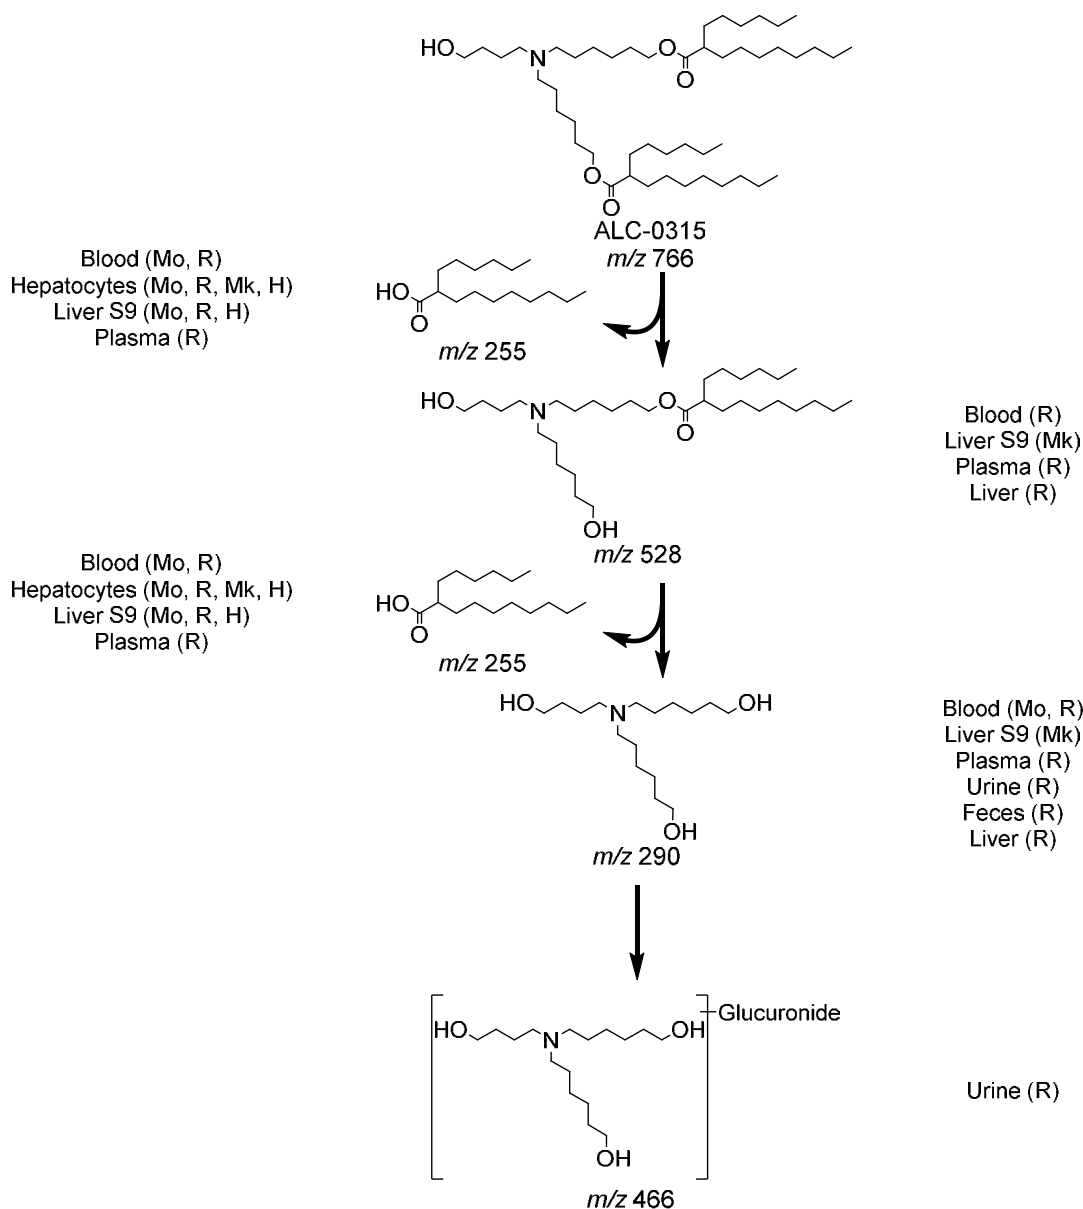 HO
N
O
O
O
O
ALC-0315
m/z 766
Blood (Mo, R)
Hepatocytes (Mo, R, Mk, H)
Liver S9 (Mo, R, H)
Plasma (R)
HO
O
m/z 255
HO
N
O
O
OH
m/z 528
Blood (R)
Liver S9 (Mk)
Plasma (R)
Liver (R)
Blood (Mo, R)
Hepatocytes (Mo, R, Mk, H)
Liver S9 (Mo, R, H)
Plasma (R)
HO
O
m/z 255
HO
N
OH
OH
m/z 290
Blood (Mo, R)
Liver S9 (Mk)
Plasma (R)
Urine (R)
Feces (R)
Liver (R)
Glucuronide
HO
N
OH
OH
m/z 466
Urine (R)